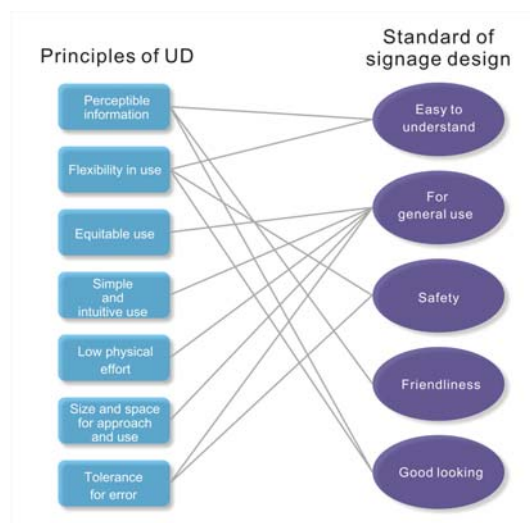 Principles of UD
Perceptible
information
Flexibility in use
Equitable use
Simple
and
intuitive use
Low physical
effort
Size and space
for approach
and use
Tolerance
for error
Standard of
signage design
Easy to
understand
For
general use
Safety
Friendliness
Good looking